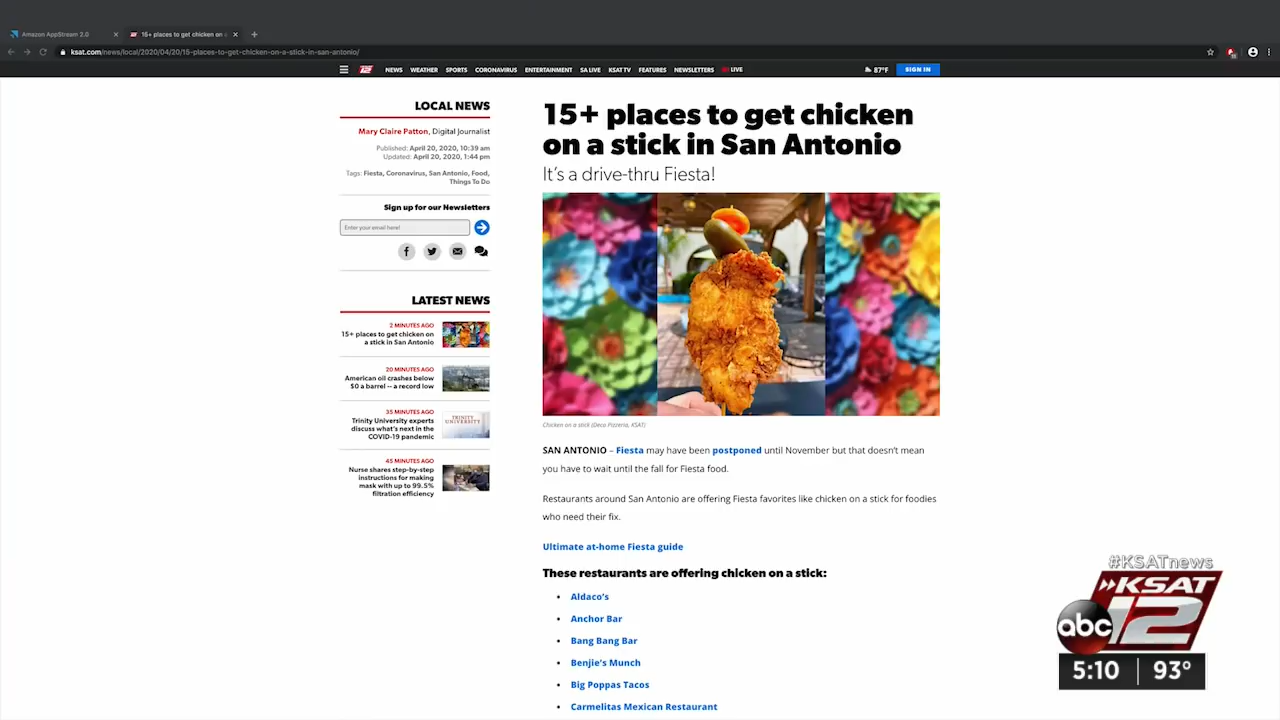 Amazon AppStream 2.0
15+ places to get chicken on a
ksat.com/news/local/2020/04/20/15-places-to-get-chicken-on-a-stick-in-san-antonio/
12 NEWS WEATHER SPORTS CORONAVIRUS ENTERTAINMENT SA LIVE KSAT TV FEATURES NEWSLETTERS LIVE 87°F SIGN IN
LOCAL NEWS
Mary Claire Patton, Digital Journalist
Published: April 20, 2020, 10:39 am
Updated: April 20, 2020, 1:44 pm
Tags: Fiesta, Coronavirus, San Antonio, Food,
Things To Do
Sign up for our Newsletters
Enter your email here!
LATEST NEWS
2 MINUTES AGO
15+ places to get chicken on
a stick in San Antonio
20 MINUTES AGO
American oil crashes below
$0 a barrel -- a record low
35 MINUTES AGO
Trinity University experts
discuss what's next in the
COVID-19 pandemic
TRINITY
UNIVERSITY
45 MINUTES AGO
Nurse shares step-by-step
instructions for making
mask with up to 99.5%
filtration efficiency
15+ places to get chicken
on a stick in San Antonio
It's a drive-thru Fiesta!
Chicken on a stick (Deco Pizzeria, KSAT)
SAN ANTONIO – Fiesta may have been postponed until November but that doesn't mean
you have to wait until the fall for Fiesta food.
Restaurants around San Antonio are offering Fiesta favorites like chicken on a stick for foodies
who need their fix.
Ultimate at-home Fiesta guide
These restaurants are offering chicken on a stick:
• Aldaco's
• Anchor Bar
• Bang Bang Bar
• Benjie's Munch
• Big Poppas Tacos
• Carmelitas Mexican Restaurant
#KSATnews
KSAT
abc 12
5:10 93°